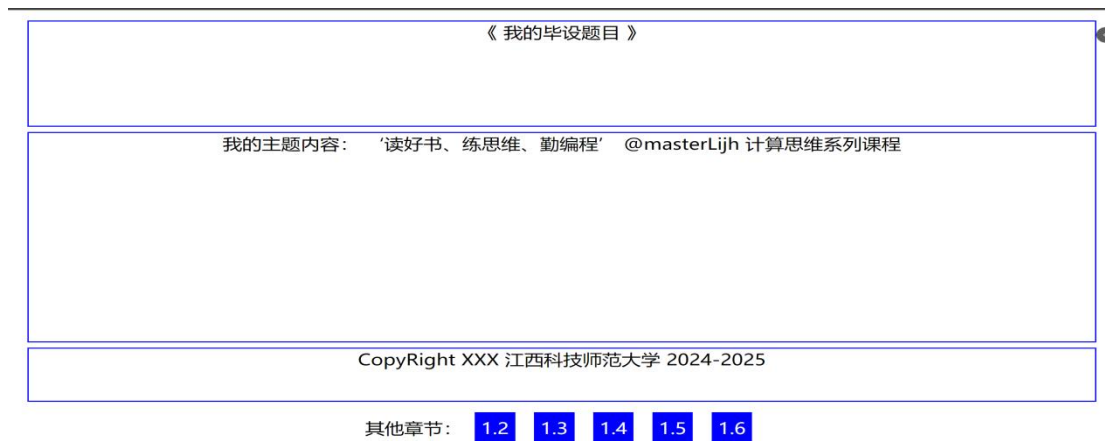 《 我的毕设题目 》
我的主题内容： ‘读好书、练思维、勤编程’ @masterLijh 计算思维系列课程
CopyRight XXX 江西科技师范大学 2024-2025
其他章节： 1.2 1.3 1.4 1.5 1.6